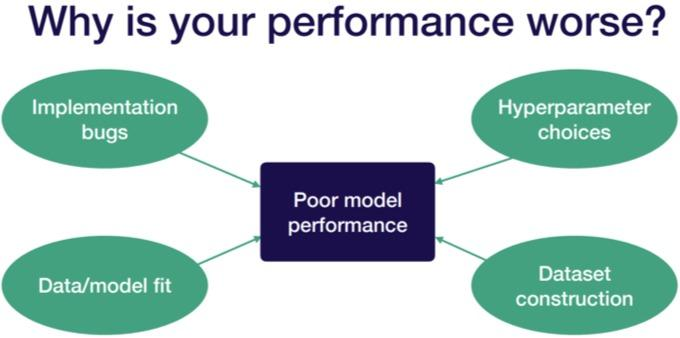 Why is your performance worse?
Implementation
bugs
Hyperparameter
choices
Poor model
performance
Data/model fit
Dataset
construction